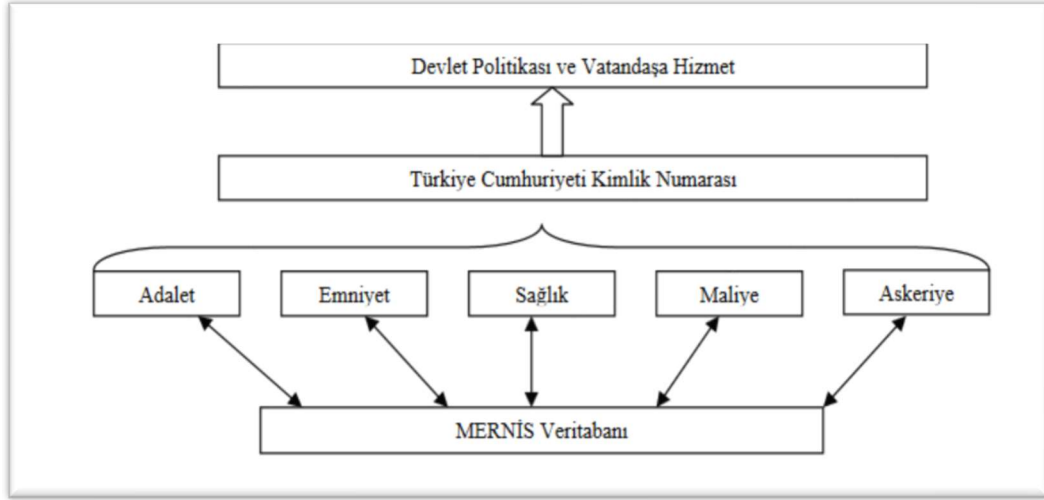 Devlet Politikası ve Vatandaşa Hizmet
Türkiye Cumhuriyeti Kimlik Numarası
Adalet
Emniyet
Sağlık
Maliye
Askeriye
MERNİS Veritabanı